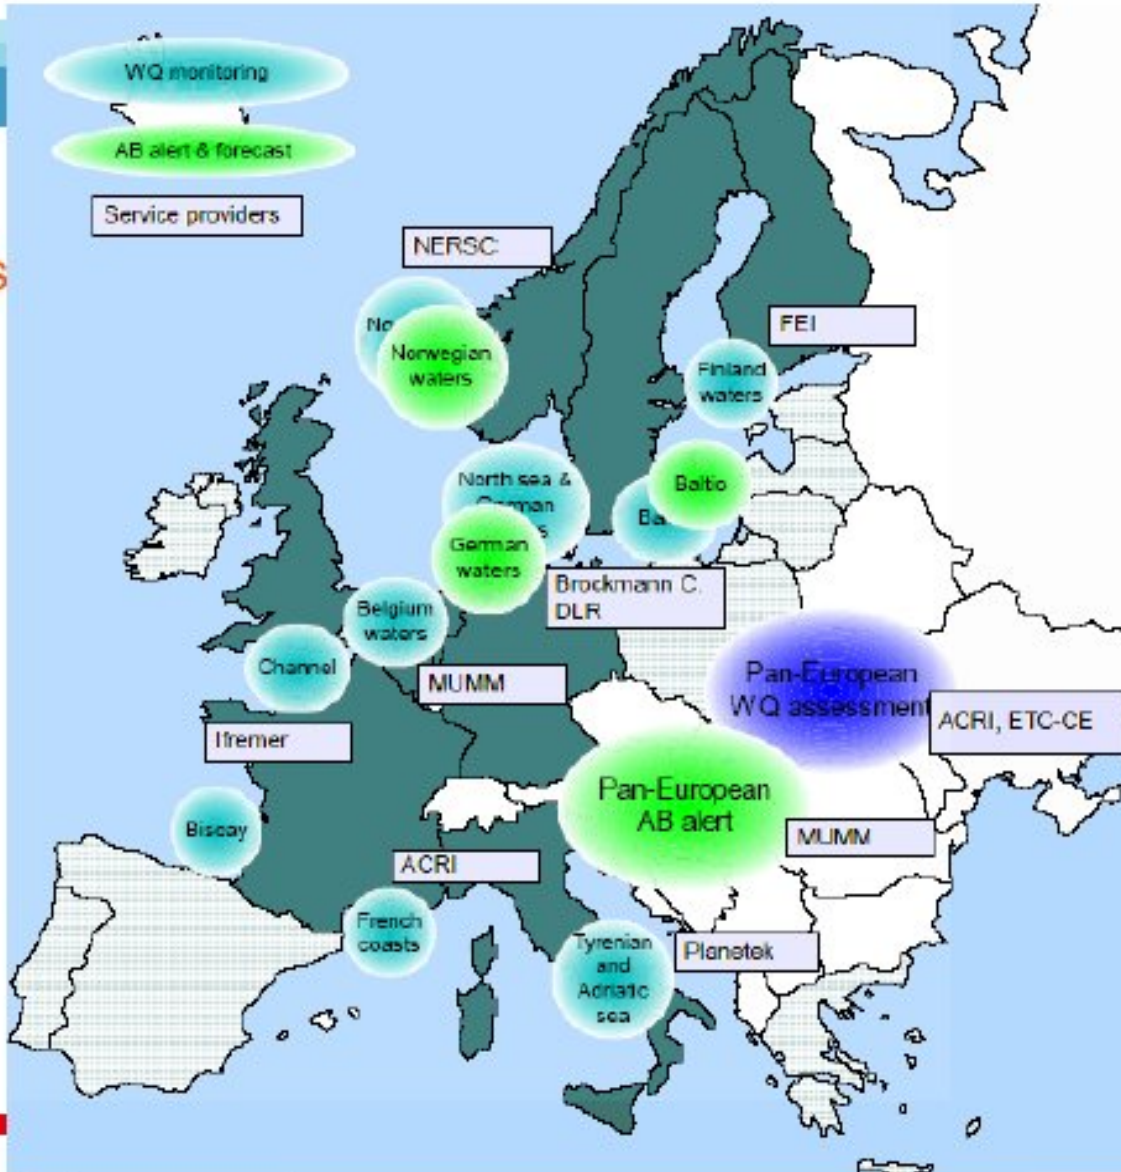 WQ monitoring
AB alert & forecast
Service providers
NERSC
FEI
Norwegian
waters
Finland
waters
North sea &
Baltic
German
waters
Brockmann C.
DLR
Belgium
waters
Channel
MUMM
Pan-European
WQ assessment
ACRI, ETC-CE
Ifremer
Pan-European
AB alert
Biscay
MUMM
ACRI
French
coasts
Planetek
Tyrenian
and
Adriatic
sea